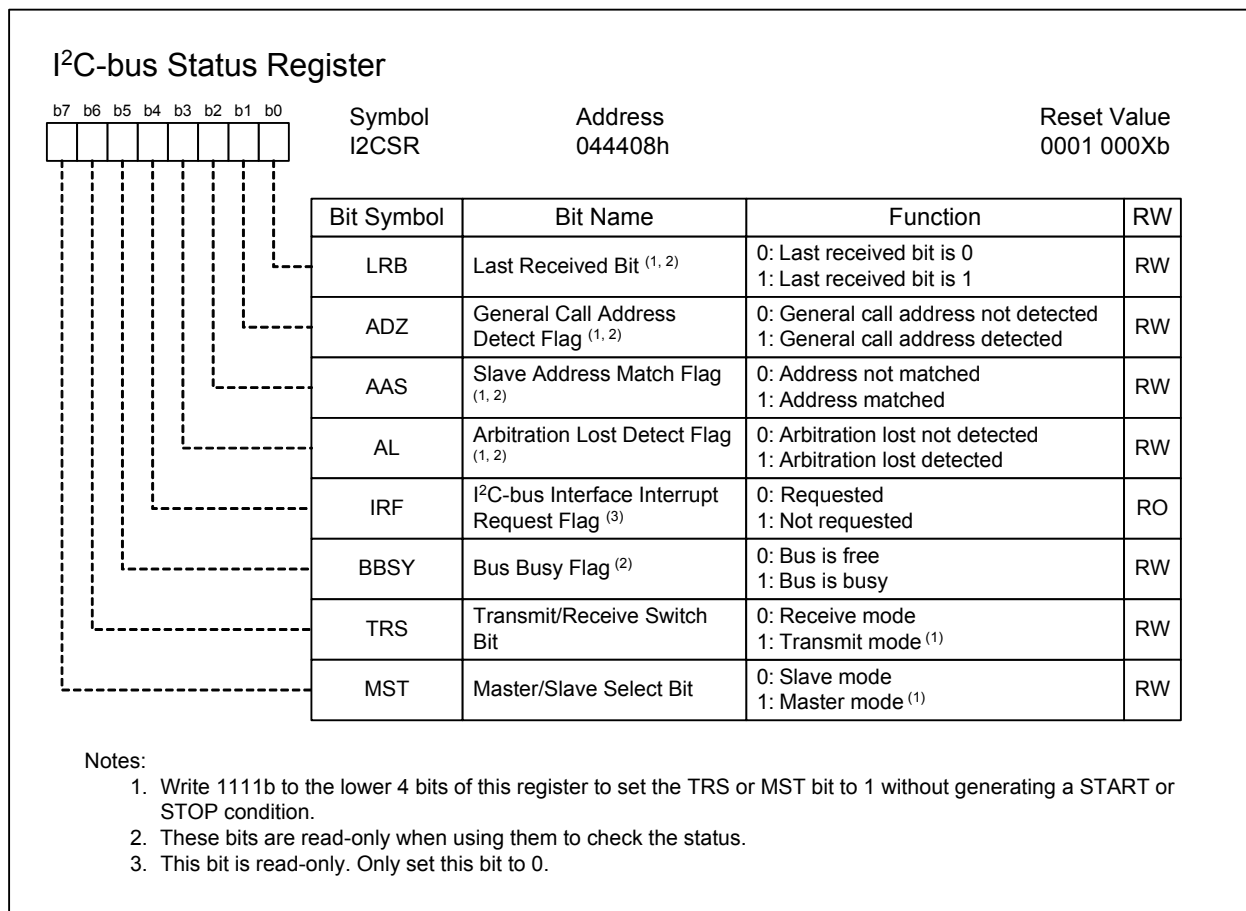 I²C-bus Status Register
b7 b6 b5 b4 b3 b2 b1 b0
Symbol Address Reset Value
I2CSR 044408h 0001 000Xb
Bit Symbol Bit Name Function RW
LRB Last Received Bit (1, 2) 0: Last received bit is 0
1: Last received bit is 1 RW
ADZ General Call Address
Detect Flag (1, 2) 0: General call address not detected
1: General call address detected RW
AAS Slave Address Match Flag
(1, 2) 0: Address not matched
1: Address matched RW
AL Arbitration Lost Detect Flag
(1, 2) 0: Arbitration lost not detected
1: Arbitration lost detected RW
IRF I²C-bus Interface Interrupt
Request Flag (3) 0: Requested
1: Not requested RO
BBSY Bus Busy Flag (2) 0: Bus is free
1: Bus is busy RW
TRS Transmit/Receive Switch
Bit 0: Receive mode
1: Transmit mode (1) RW
MST Master/Slave Select Bit 0: Slave mode
1: Master mode (1) RW
Notes:
1. Write 1111b to the lower 4 bits of this register to set the TRS or MST bit to 1 without generating a START or
STOP condition.
2. These bits are read-only when using them to check the status.
3. This bit is read-only. Only set this bit to 0.